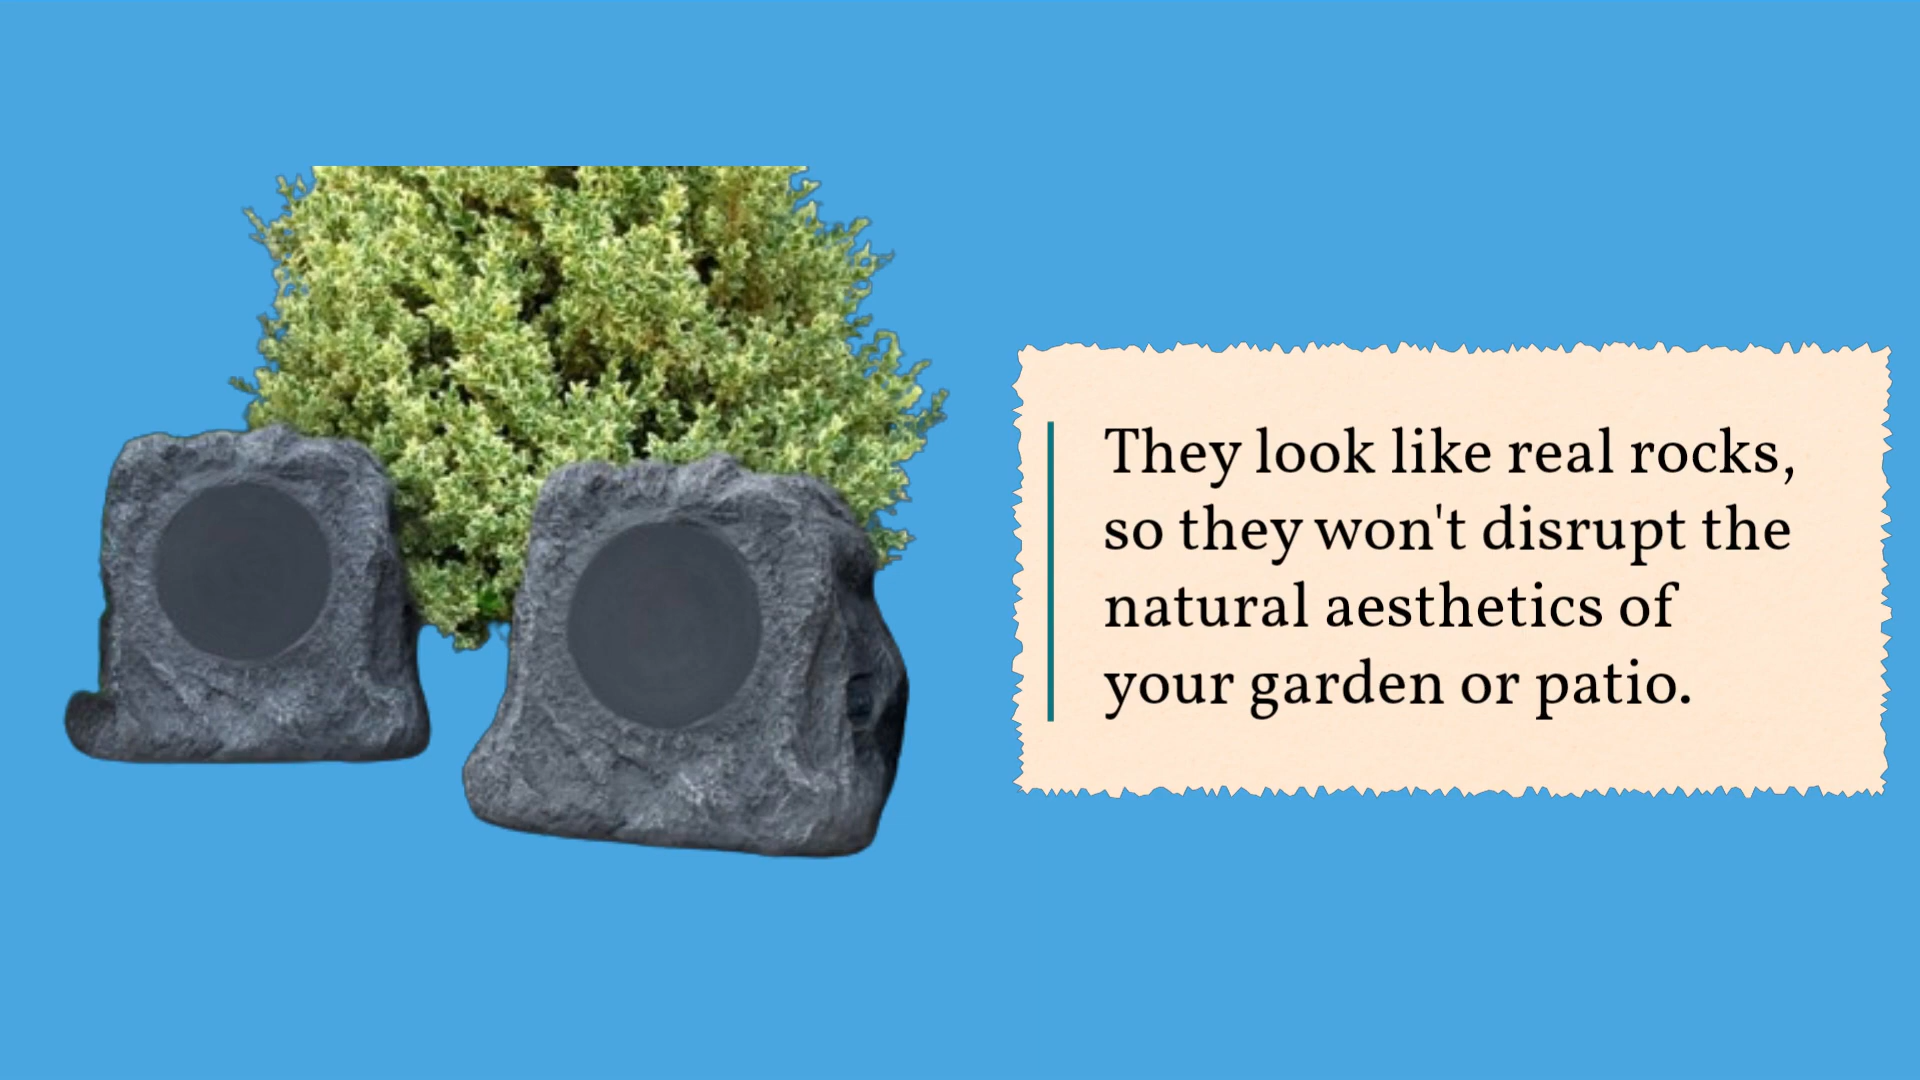 They look like real rocks,
so they won't disrupt the
natural aesthetics of
your garden or patio.